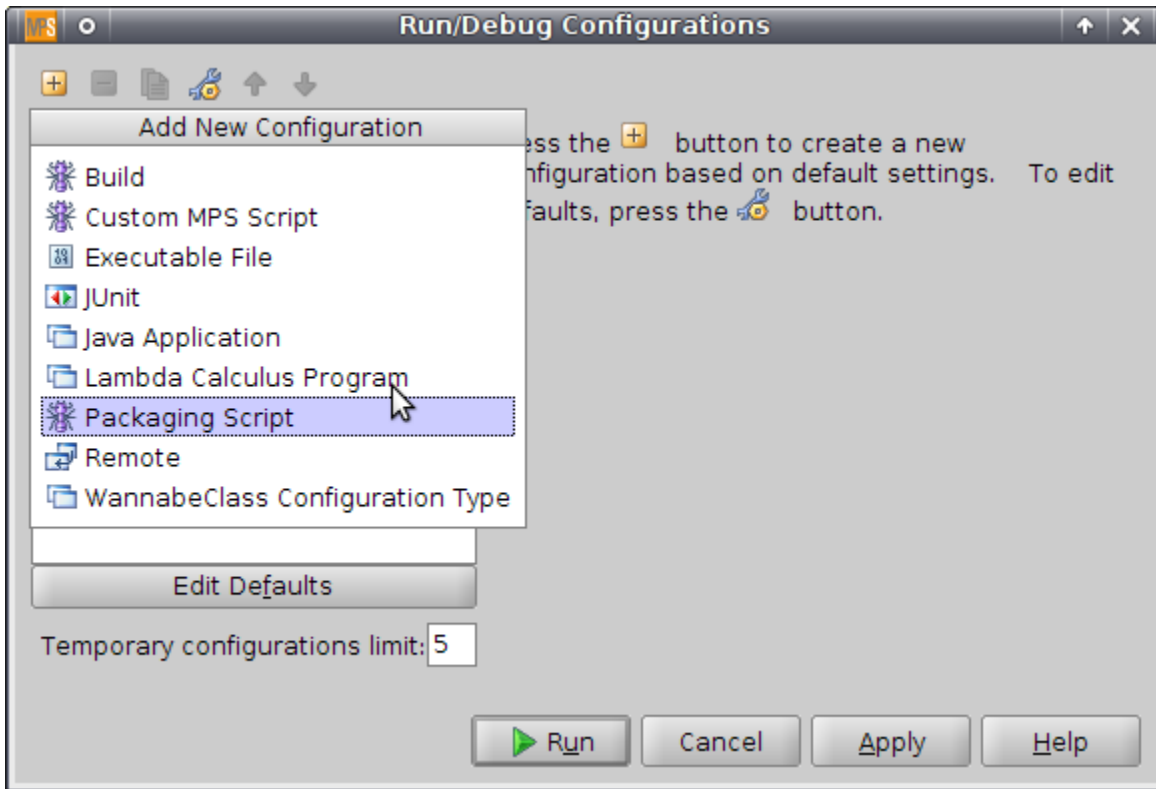 MPS Run/Debug Configurations
Add New Configuration
Build
Custom MPS Script
Executable File
JUnit
Java Application
Lambda Calculus Program
Packaging Script
Remote
WannabeClass Configuration Type
ess the button to create a new
nfiguration based on default settings. To edit
faults, press the button.
Edit Defaults
Temporary configurations limit: 5
Run Cancel Apply Help